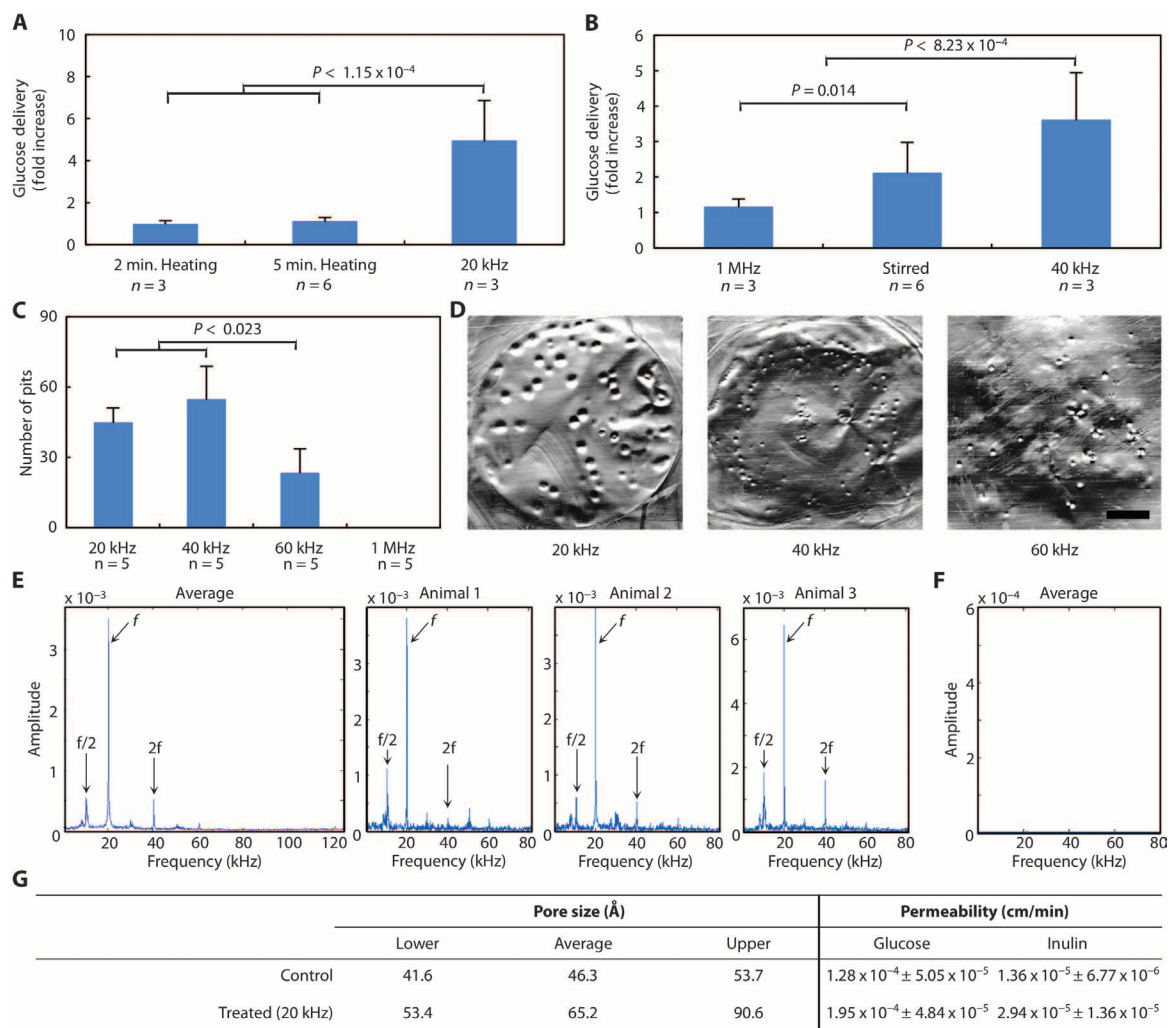 A
10
8
6
4
2
0
Glucose delivery
(fold increase)
P < 1.15 x 10⁻⁴
2 min. Heating
n = 3
5 min. Heating
n = 6
20 kHz
n = 3
B
6
5
4
3
2
1
0
Glucose delivery
(fold increase)
P < 8.23 x 10⁻⁴
P = 0.014
1 MHz
n = 3
Stirred
n = 6
40 kHz
n = 3
C
90
60
30
0
Number of pits
P < 0.023
20 kHz
n = 5
40 kHz
n = 5
60 kHz
n = 5
1 MHz
n = 5
D
20 kHz
40 kHz
60 kHz
E
x 10⁻³
Average
3
2
1
0
Amplitude
f
f/2
2f
20 40 60 80 100 120
Frequency (kHz)
x 10⁻³
Animal 1
3
2
1
0
f
f/2
2f
20 40 60 80
Frequency (kHz)
x 10⁻³
Animal 2
3
2
1
0
f
f/2
2f
20 40 60 80
Frequency (kHz)
x 10⁻³
Animal 3
6
4
2
0
f
f/2
2f
20 40 60 80
Frequency (kHz)
F
x 10⁻⁴
Average
6
4
2
0
Amplitude
20 40 60 80
Frequency (kHz)
G
Pore size (Å) Permeability (cm/min)
Lower Average Upper Glucose Inulin
Control 41.6 46.3 53.7 1.28 x 10⁻⁴ ± 5.05 x 10⁻⁵ 1.36 x 10⁻⁵ ± 6.77 x 10⁻⁶
Treated (20 kHz) 53.4 65.2 90.6 1.95 x 10⁻⁴ ± 4.84 x 10⁻⁵ 2.94 x 10⁻⁵ ± 1.36 x 10⁻⁵